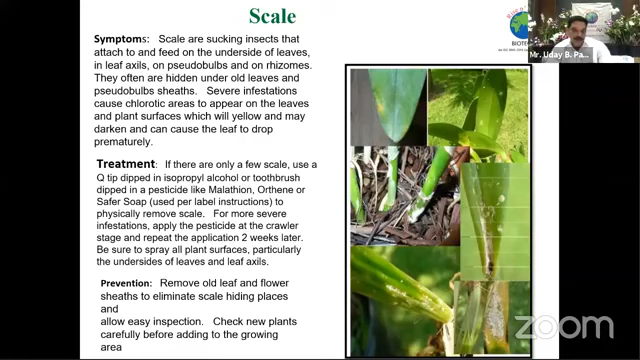 Scale
Symptoms: Scale are sucking insects that
attach to and feed on the underside of leaves,
in leaf axils, on pseudobulbs and on rhizomes.
They often are hidden under old leaves and
pseudobulbs sheaths. Severe infestations
cause chlorotic areas to appear on the leaves
and plant surfaces which will yellow and may
darken and can cause the leaf to drop
prematurely.
Treatment: If there are only a few scale, use a
Q tip dipped in isopropyl alcohol or toothbrush
dipped in a pesticide like Malathion, Orthene or
Safer Soap (used per label instructions) to
physically remove scale. For more severe
infestations, apply the pesticide at the crawler
stage and repeat the application 2 weeks later.
Be sure to spray all plant surfaces, particularly
the undersides of leaves and leaf axils.
Prevention: Remove old leaf and flower
sheaths to eliminate scale hiding places
and
allow easy inspection. Check new plants
carefully before adding to the growing
area
BIOTE
Mr. Uday B. Pa...
zoom